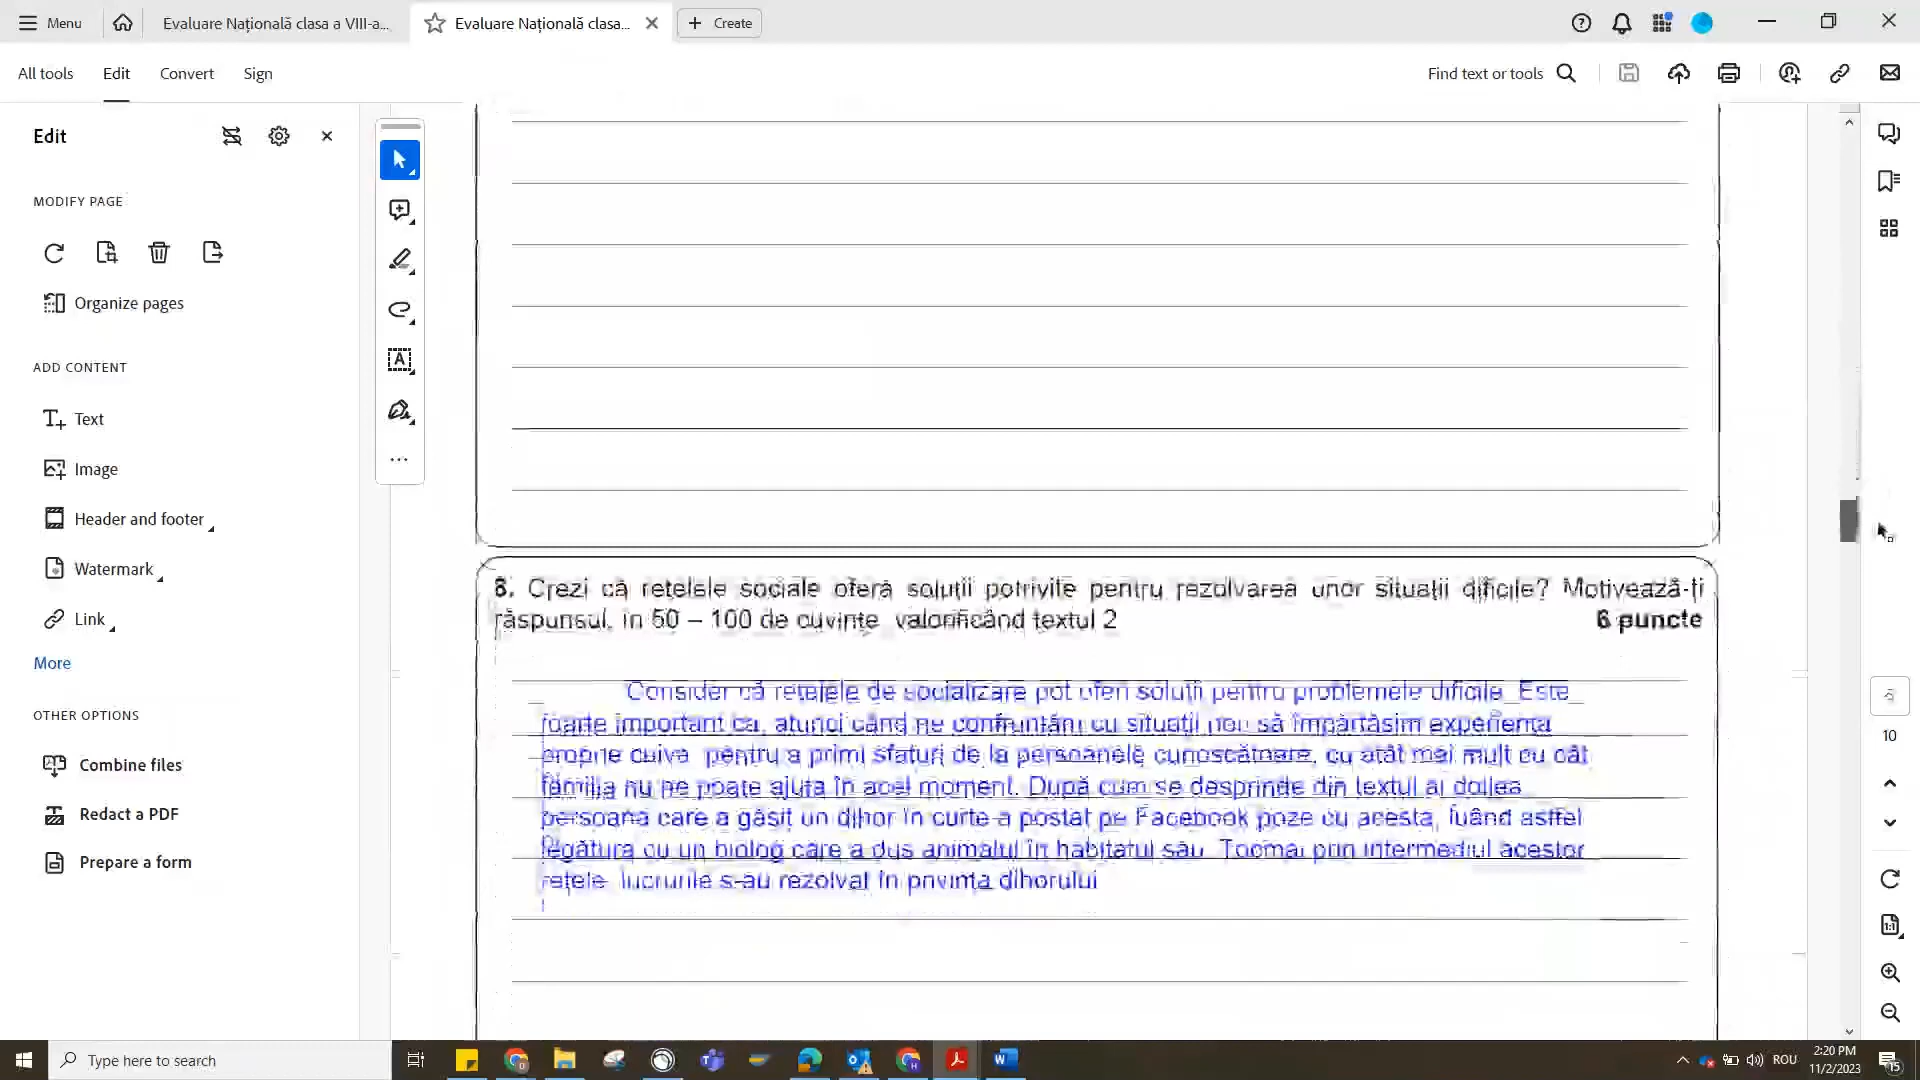 Menu
Evaluare Națională clasa a VIII-a...
Evaluare Națională clasa...
Create
All tools
Edit
Convert
Sign
Find text or tools
Edit
MODIFY PAGE
Organize pages
ADD CONTENT
Text
Image
Header and footer
Watermark
Link
More
OTHER OPTIONS
Combine files
Redact a PDF
Prepare a form
8. Crezi că rețelele sociale oferă soluții potrivite pentru rezolvarea unor situații dificile? Motivează-ți
răspunsul, în 50 – 100 de cuvinte, valorificând textul 2
6 puncte
Consider că rețelele de socializare pot oferi soluții pentru problemele dificile. Este
foarte important ca, atunci când ne confruntăm cu situații noi să împărtășim experiența
proprie cuiva pentru a primi sfaturi de la persoanele cunoscătoare, cu atât mai mult cu cât
familia nu ne poate ajuta în acel moment. După cum se desprinde din textul al doilea
persoana care a găsit un dihor în curte a postat pe Facebook poze cu acesta, luând astfel
legătura cu un biolog care a dus animalul în habitatul său. Tocmai prin intermediul acestor
rețele lucrurile s-au rezolvat în privința dihorului
5
10
1:1
Type here to search
ROU
2:20 PM
11/2/2023
15